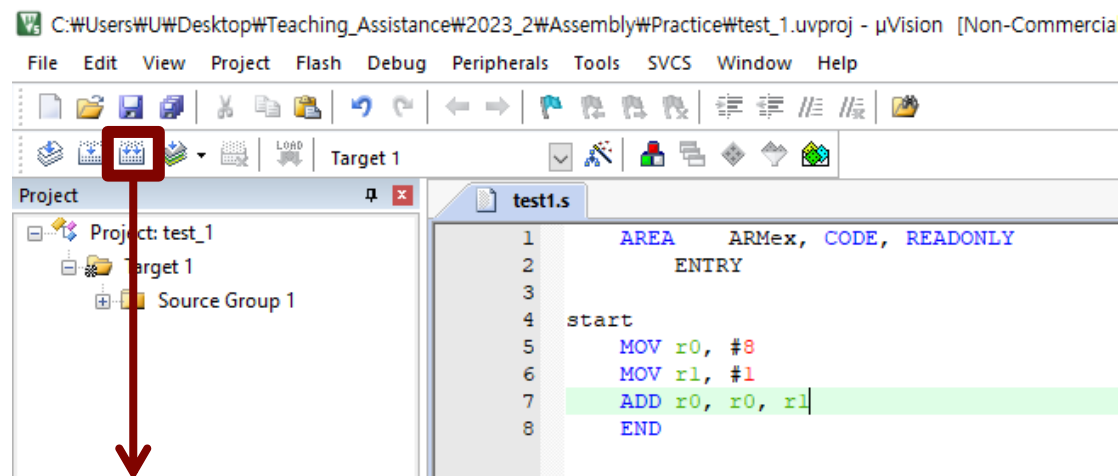 C:₩Users₩U₩Desktop₩Teaching_Assistance₩2023_2₩Assembly₩Practice₩test_1.uvproj - µVision [Non-Commercia
File Edit View Project Flash Debug Peripherals Tools SVCS Window Help
LOAD Target 1
Project
test1.s
Project: test_1
Target 1
Source Group 1
1 AREA ARMex, CODE, READONLY
2 ENTRY
3
4 start
5 MOV r0, #8
6 MOV r1, #1
7 ADD r0, r0, r1
8 END